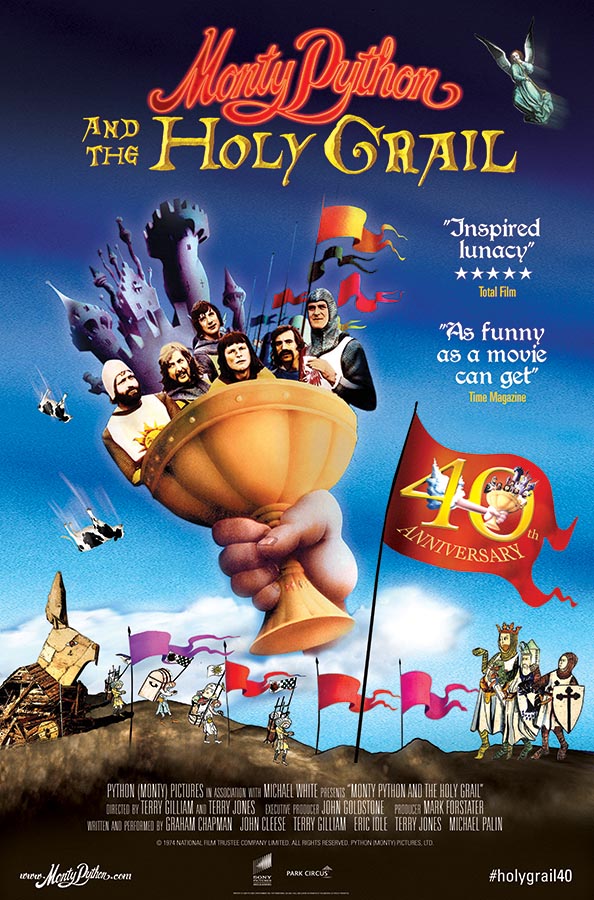 Monty Python
AND THE HOLY GRAIL
"Inspired
lunacy"
★★★★★
Total Film
"As funny
as a movie
can get"
Time Magazine
40th
ANNIVERSARY
PYTHON (MONTY) PICTURES IN ASSOCIATION WITH MICHAEL WHITE PRESENTS "MONTY PYTHON AND THE HOLY GRAIL"
DIRECTED BY TERRY GILLIAM AND TERRY JONES EXECUTIVE PRODUCER JOHN GOLDSTONE PRODUCER MARK FORSTATER
WRITTEN AND PERFORMED BY GRAHAM CHAPMAN JOHN CLEESE TERRY GILLIAM ERIC IDLE TERRY JONES MICHAEL PALIN
© 1974 NATIONAL FILM TRUSTEE COMPANY LIMITED. ALL RIGHTS RESERVED. PYTHON (MONTY) PICTURES, LTD.
www.MontyPython.com
SONY
PICTURES
PARK CIRCUS
#holygrail40